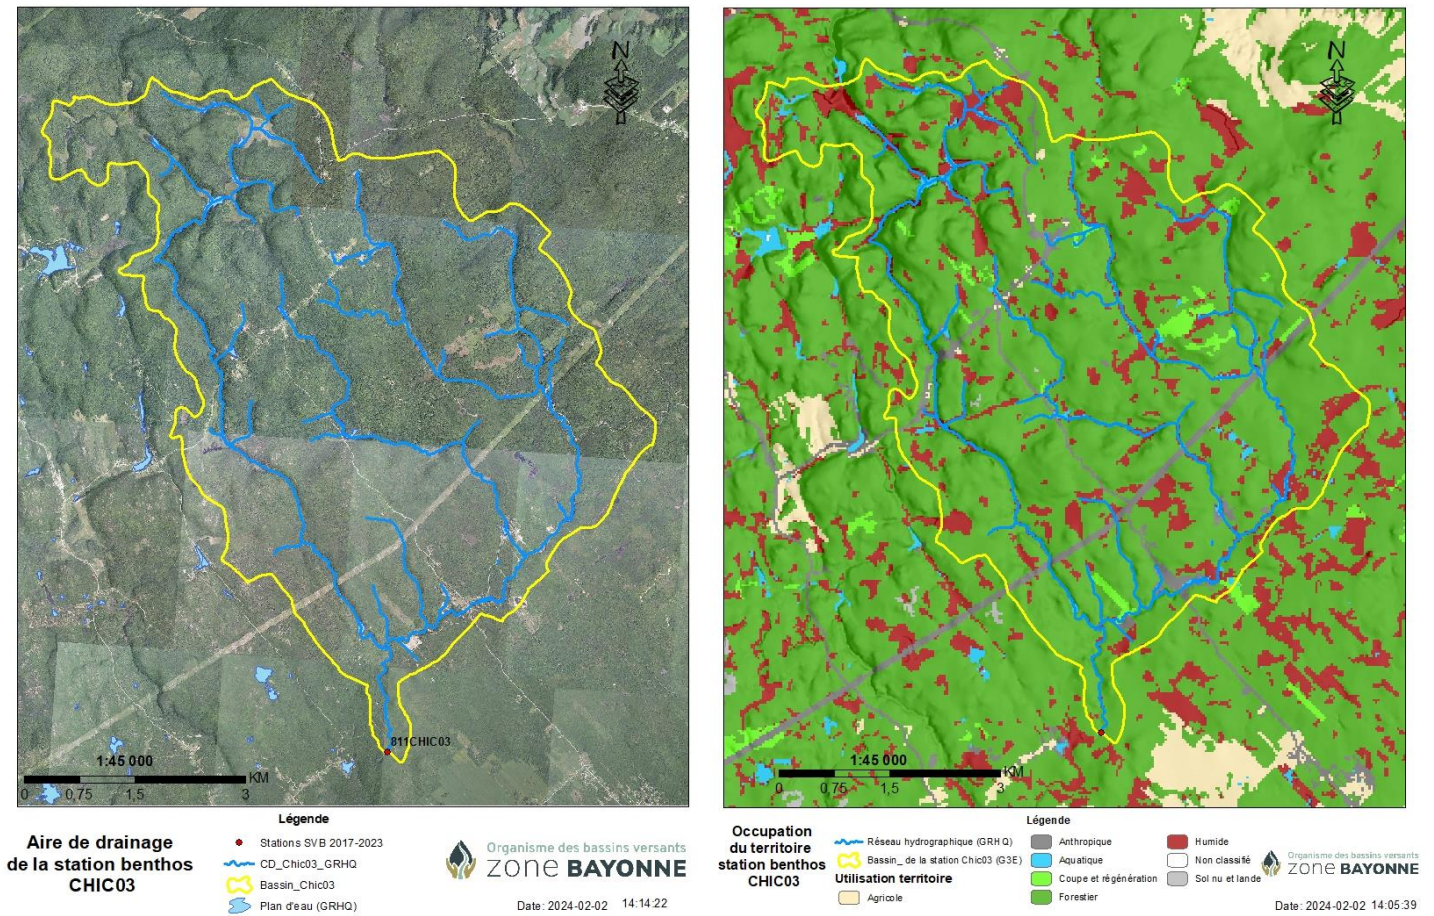 N
811CHIC03
1:45 000
KM
0 0,75 1,5 3
Légende
Aire de drainage
de la station benthos
CHIC03
Stations SVB 2017-2023
CD_Chic03_GRHQ
Bassin_Chic03
Plan d'eau (GRHQ)
Organisme des bassins versants
zone BAYONNE
Date: 2024-02-02 14:14:22
N
1:45 000
KM
0 0,75 1,5 3
Légende
Occupation
du territoire
station benthos
CHIC03
Réseau hydrographique (GRHQ)
Bassin_ de la station Chic03 (G3E)
Utilisation territoire
Agricole
Anthropique
Aquatique
Coupe et régénération
Forestier
Humide
Non classifié
Sol nu et lande
Organisme des bassins versants
zone BAYONNE
Date: 2024-02-02 14:05:39